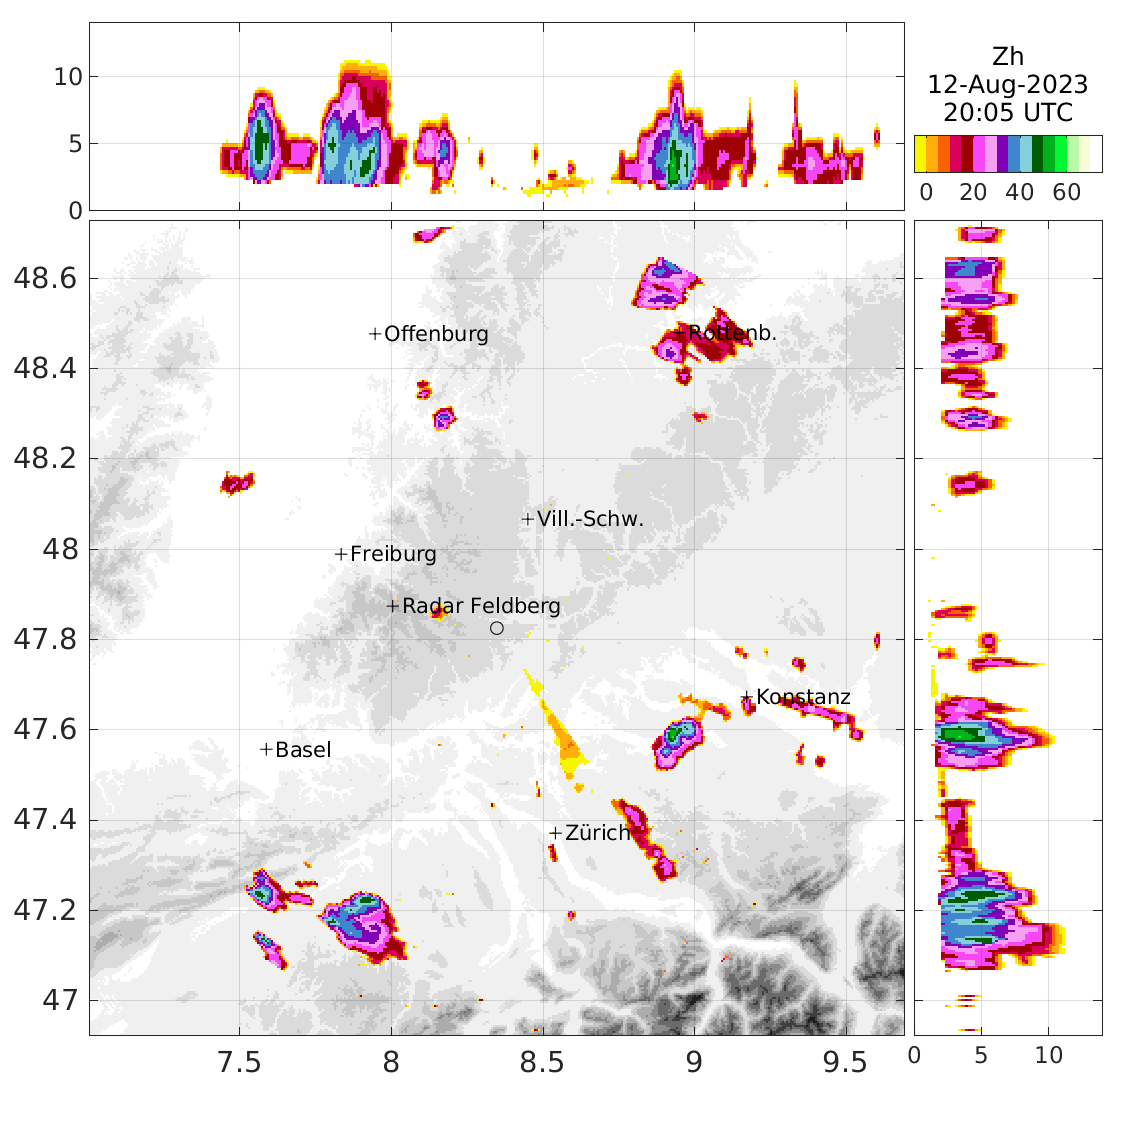 10
5
0
Zh
12-Aug-2023
20:05 UTC
0 20 40 60
48.6
48.4
48.2
48
47.8
47.6
47.4
47.2
47
Offenburg
Rottenb.
Vill.-Schw.
Freiburg
Radar Feldberg
Konstanz
Basel
Zürich
7.5 8 8.5 9 9.5
0 5 10